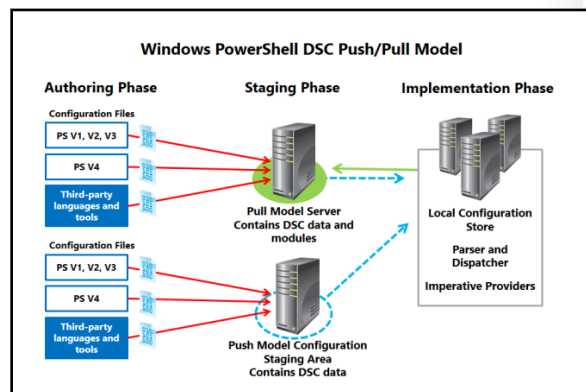 Windows PowerShell DSC Push/Pull Model
Authoring Phase
Staging Phase
Implementation Phase
Configuration Files
PS V1, V2, V3
PS V4
Third-party
languages and
tools
Pull Model Server
Contains DSC data and
modules
Local Configuration
Store
Parser and
Dispatcher
Imperative Providers
Configuration Files
PS V1, V2, V3
PS V4
Third-party
languages and
tools
Push Model Configuration
Staging Area
Contains DSC data